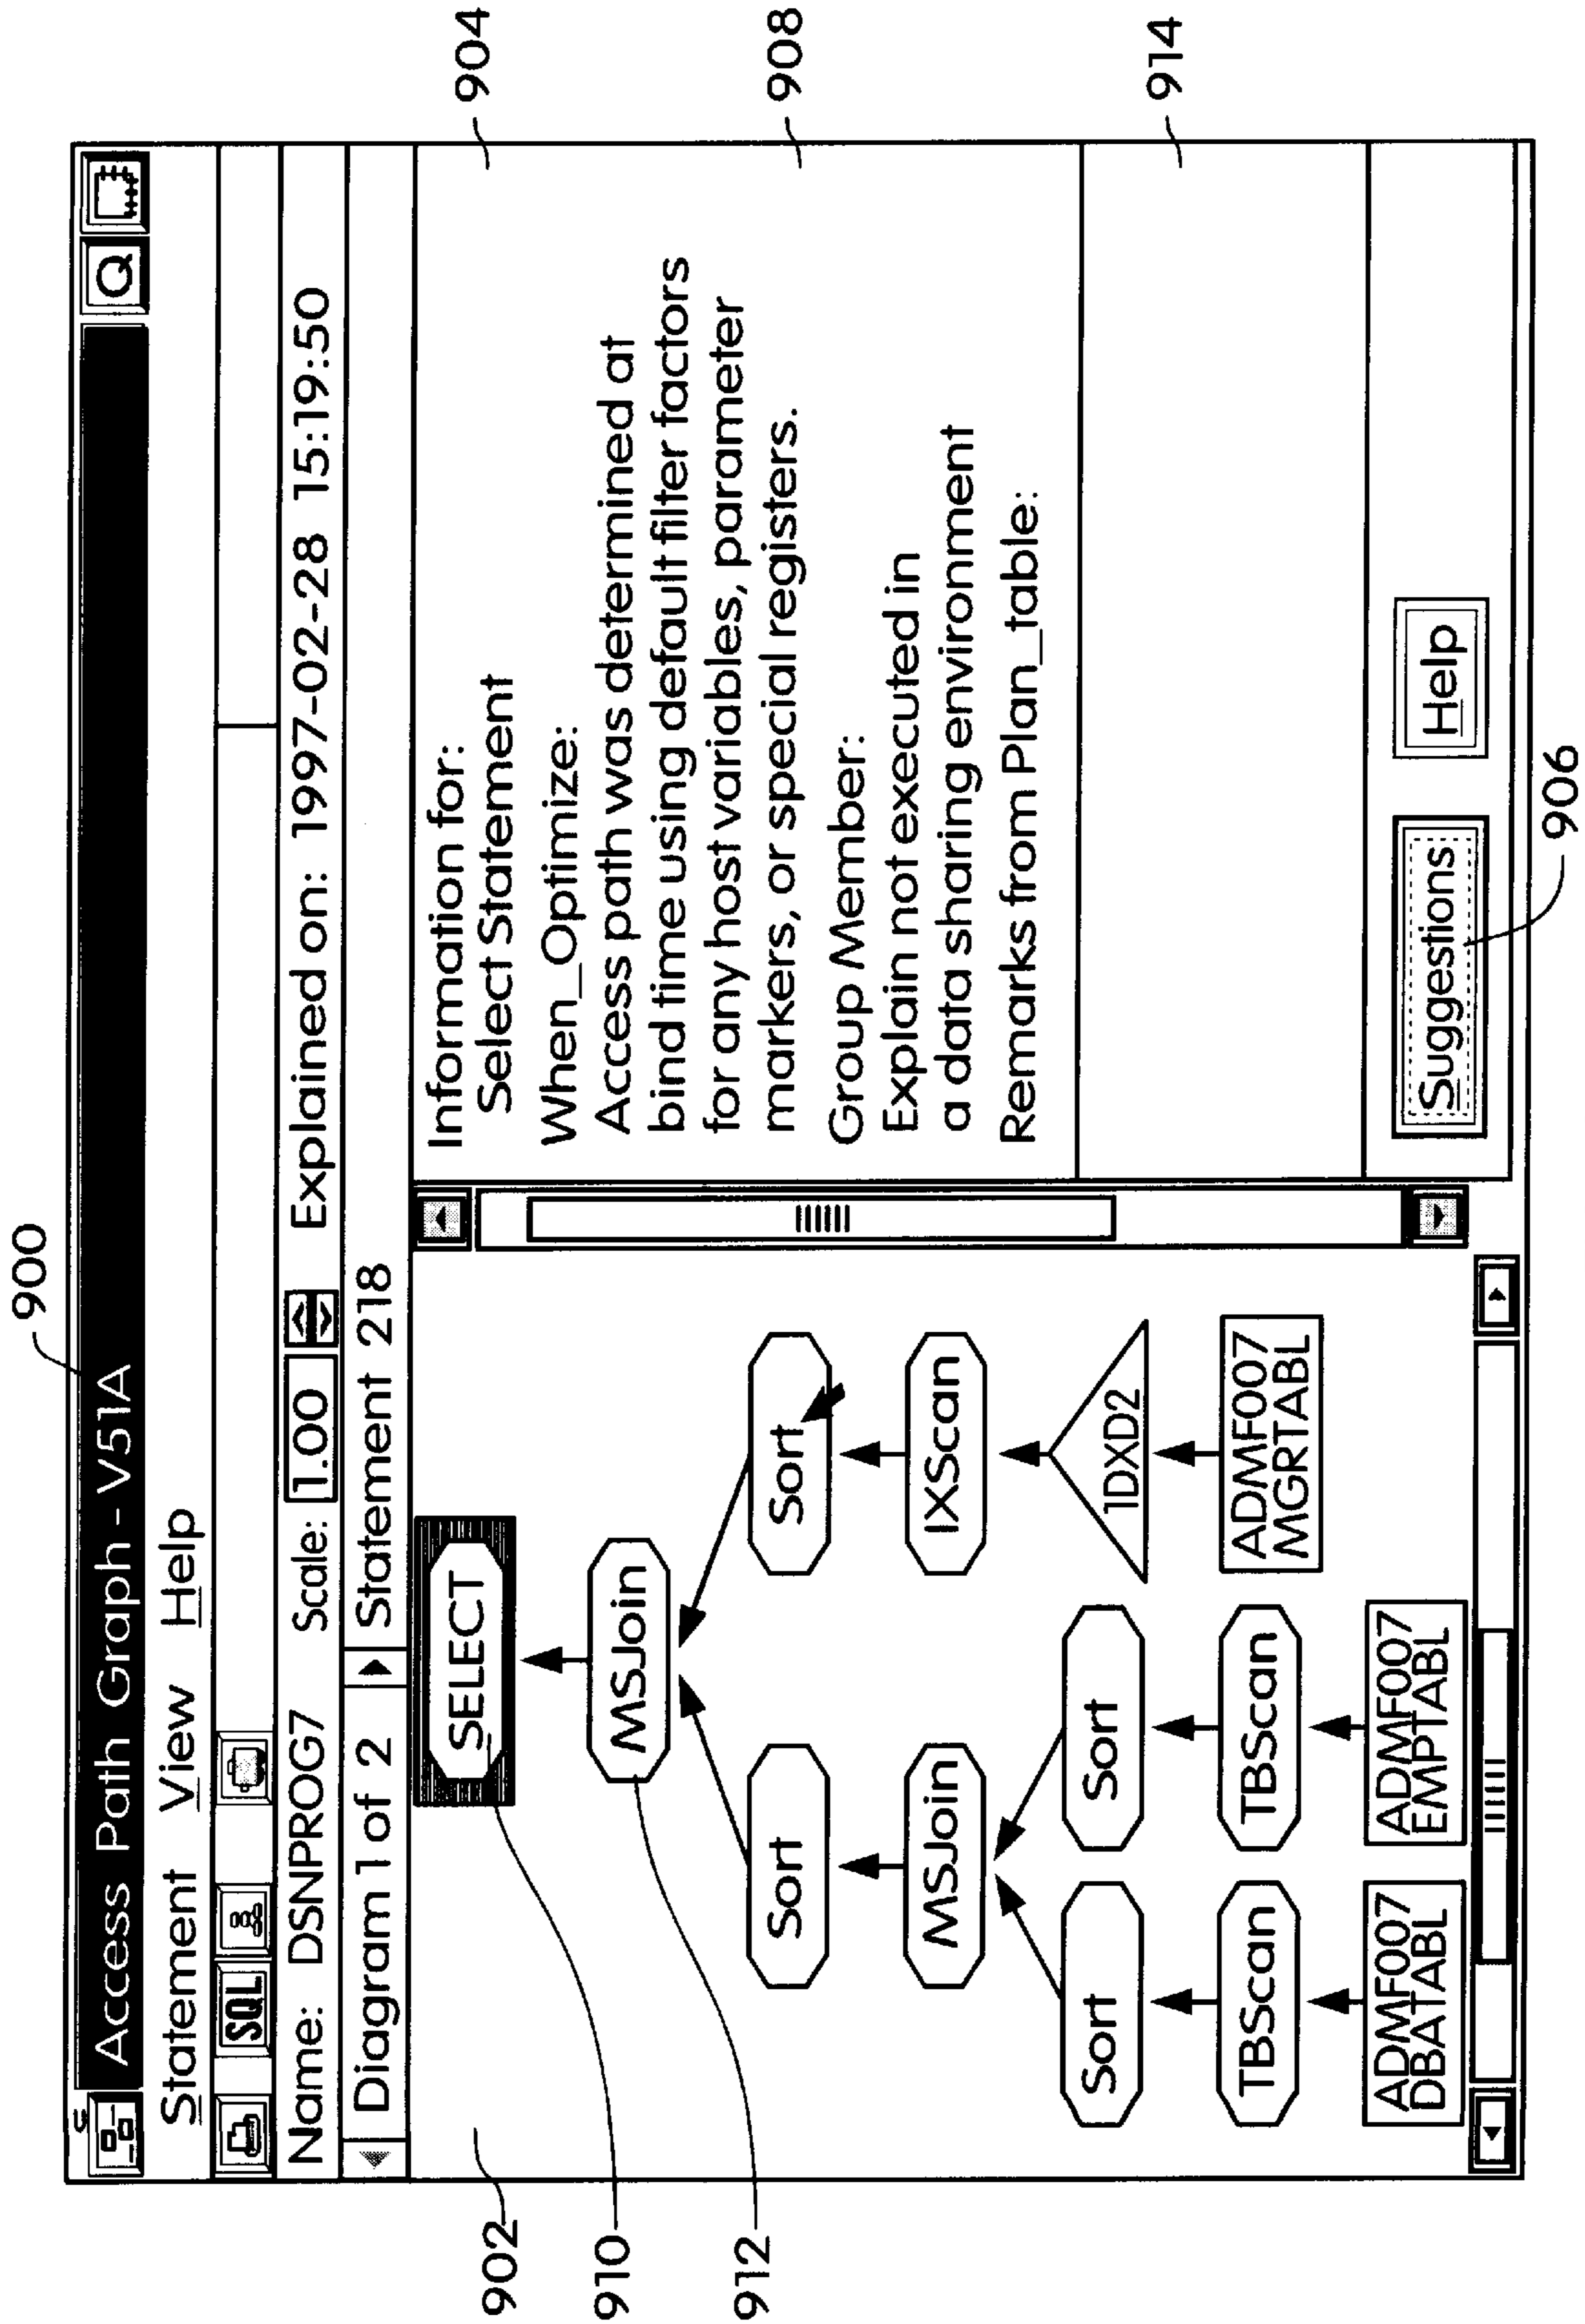 900
Access Path Graph - V51A
Statement View Help
SQL
Name: DSNPROG7 Scale: 1.00 Explained on: 1997-02-28 15:19:50
Diagram 1 of 2 Statement 218
902
910
912
SELECT
MSJoin
Sort
Sort
MSJoin
IXScan
Sort
Sort
1DXD2
TBScan
TBScan
ADMF007
MGRTABL
ADMF007
DBATABL
ADMF007
EMPTABL
904
Information for:
Select Statement
When_Optimize:
Access path was determined at
bind time using default filter factors
for any host variables, parameter
markers, or special registers.
908
Group Member:
Explain not executed in
a data sharing environment
Remarks from Plan_table:
914
Suggestions
Help
906